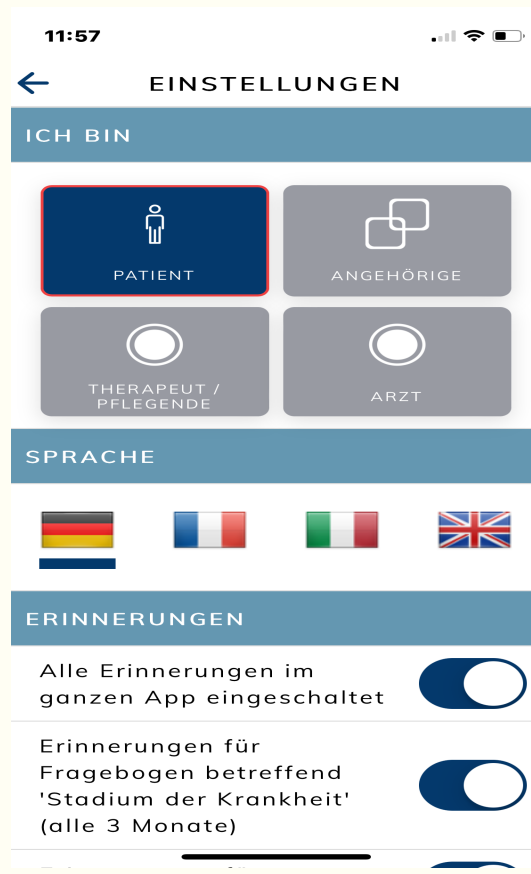 11:57
EINSTELLUNGEN
ICH BIN
PATIENT
ANGEHÖRIGE
THERAPEUT /
PFLEGENDE
ARZT
SPRACHE
ERINNERUNGEN
Alle Erinnerungen im
ganzen App eingeschaltet
Erinnerungen für
Fragebogen betreffend
'Stadium der Krankheit'
(alle 3 Monate)